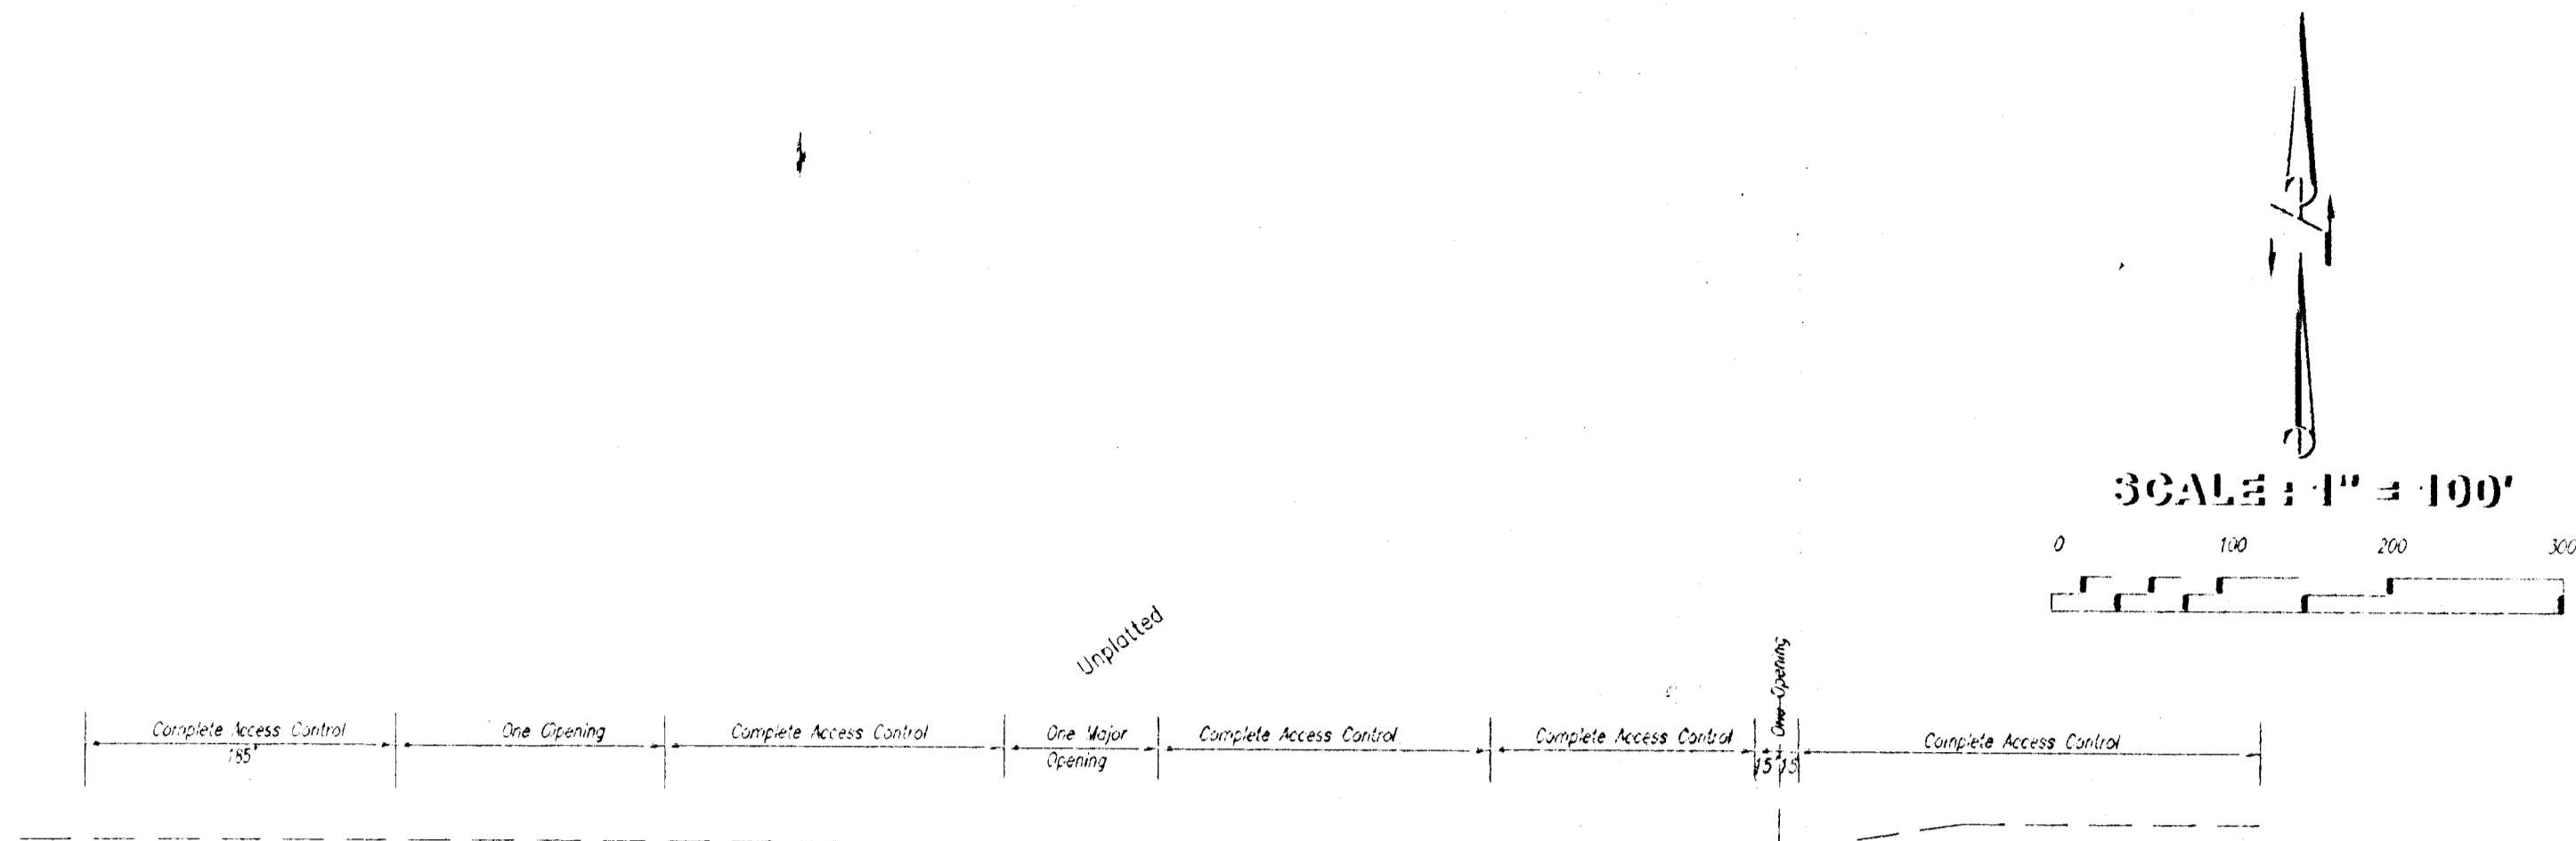 SCALE : 1" = 100'
0 100 200 300
Unplatted
One Opening
Complete Access Control
185'
One Opening
Complete Access Control
One Major
Opening
Complete Access Control
Complete Access Control
15' 15'
Complete Access Control